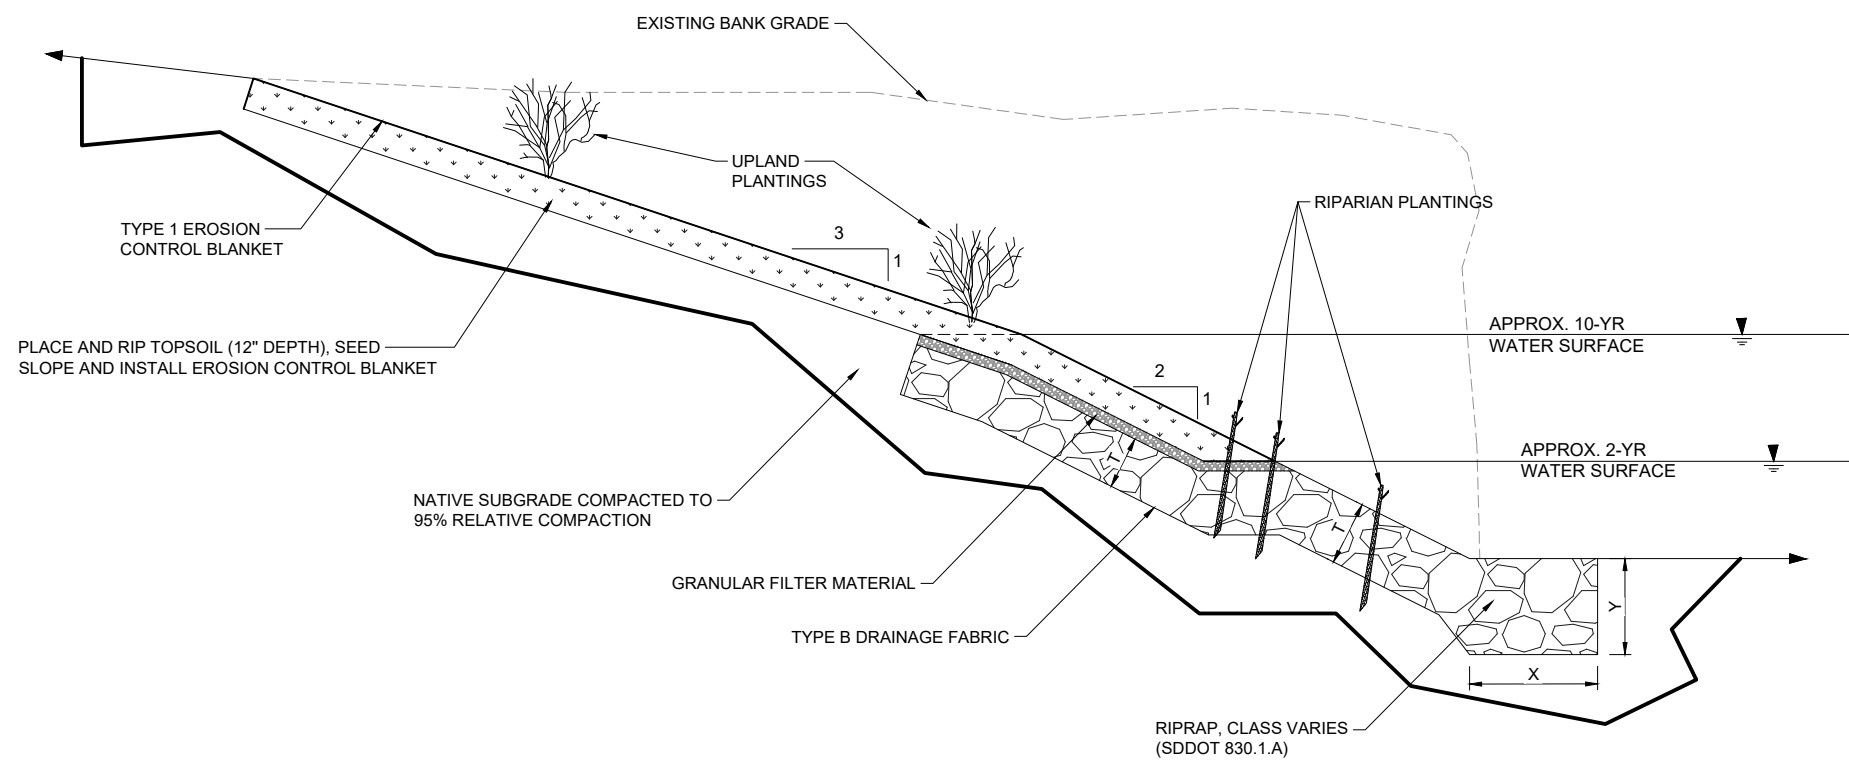 EXISTING BANK GRADE
UPLAND
PLANTINGS
RIPARIAN PLANTINGS
TYPE 1 EROSION
CONTROL BLANKET
3
1
APPROX. 10-YR
WATER SURFACE
PLACE AND RIP TOPSOIL (12" DEPTH), SEED
SLOPE AND INSTALL EROSION CONTROL BLANKET
2
1
APPROX. 2-YR
WATER SURFACE
T
NATIVE SUBGRADE COMPACTED TO
95% RELATIVE COMPACTION
T
GRANULAR FILTER MATERIAL
Y
TYPE B DRAINAGE FABRIC
X
RIPRAP, CLASS VARIES
(SDDOT 830.1.A)